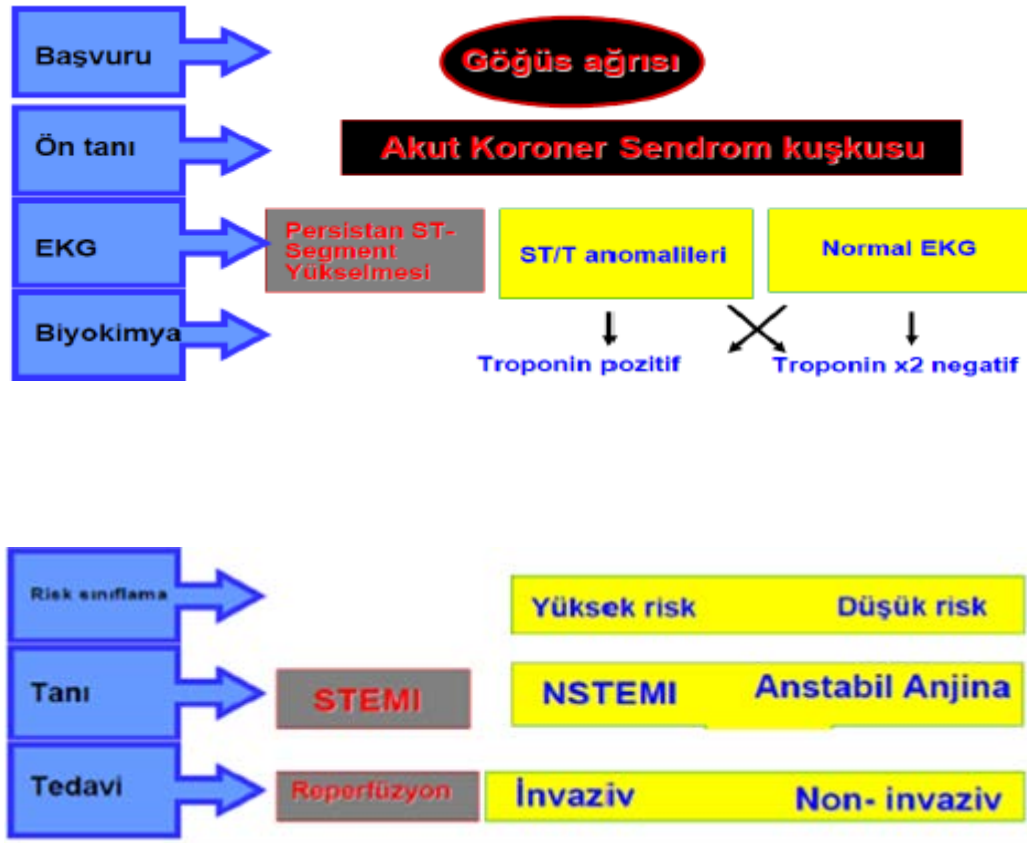 Başvuru
Göğüs ağrısı
Ön tanı
Akut Koroner Sendrom kuşkusu
EKG
Persistan ST-
Segment
Yükselmesi
ST/T anomalileri
Normal EKG
Biyokimya
Troponin pozitif
Troponin x2 negatif
Risk sınıflama
Yüksek risk
Düşük risk
Tanı
STEMI
NSTEMI
Anstabil Anjina
Tedavi
Reperfüzyon
İnvaziv
Non- invaziv